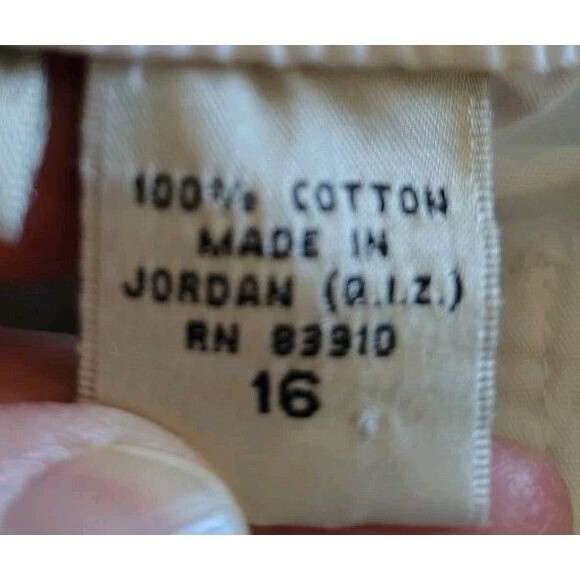 100% COTTON
MADE IN
JORDAN (Q.I.Z.)
RN 83910
16